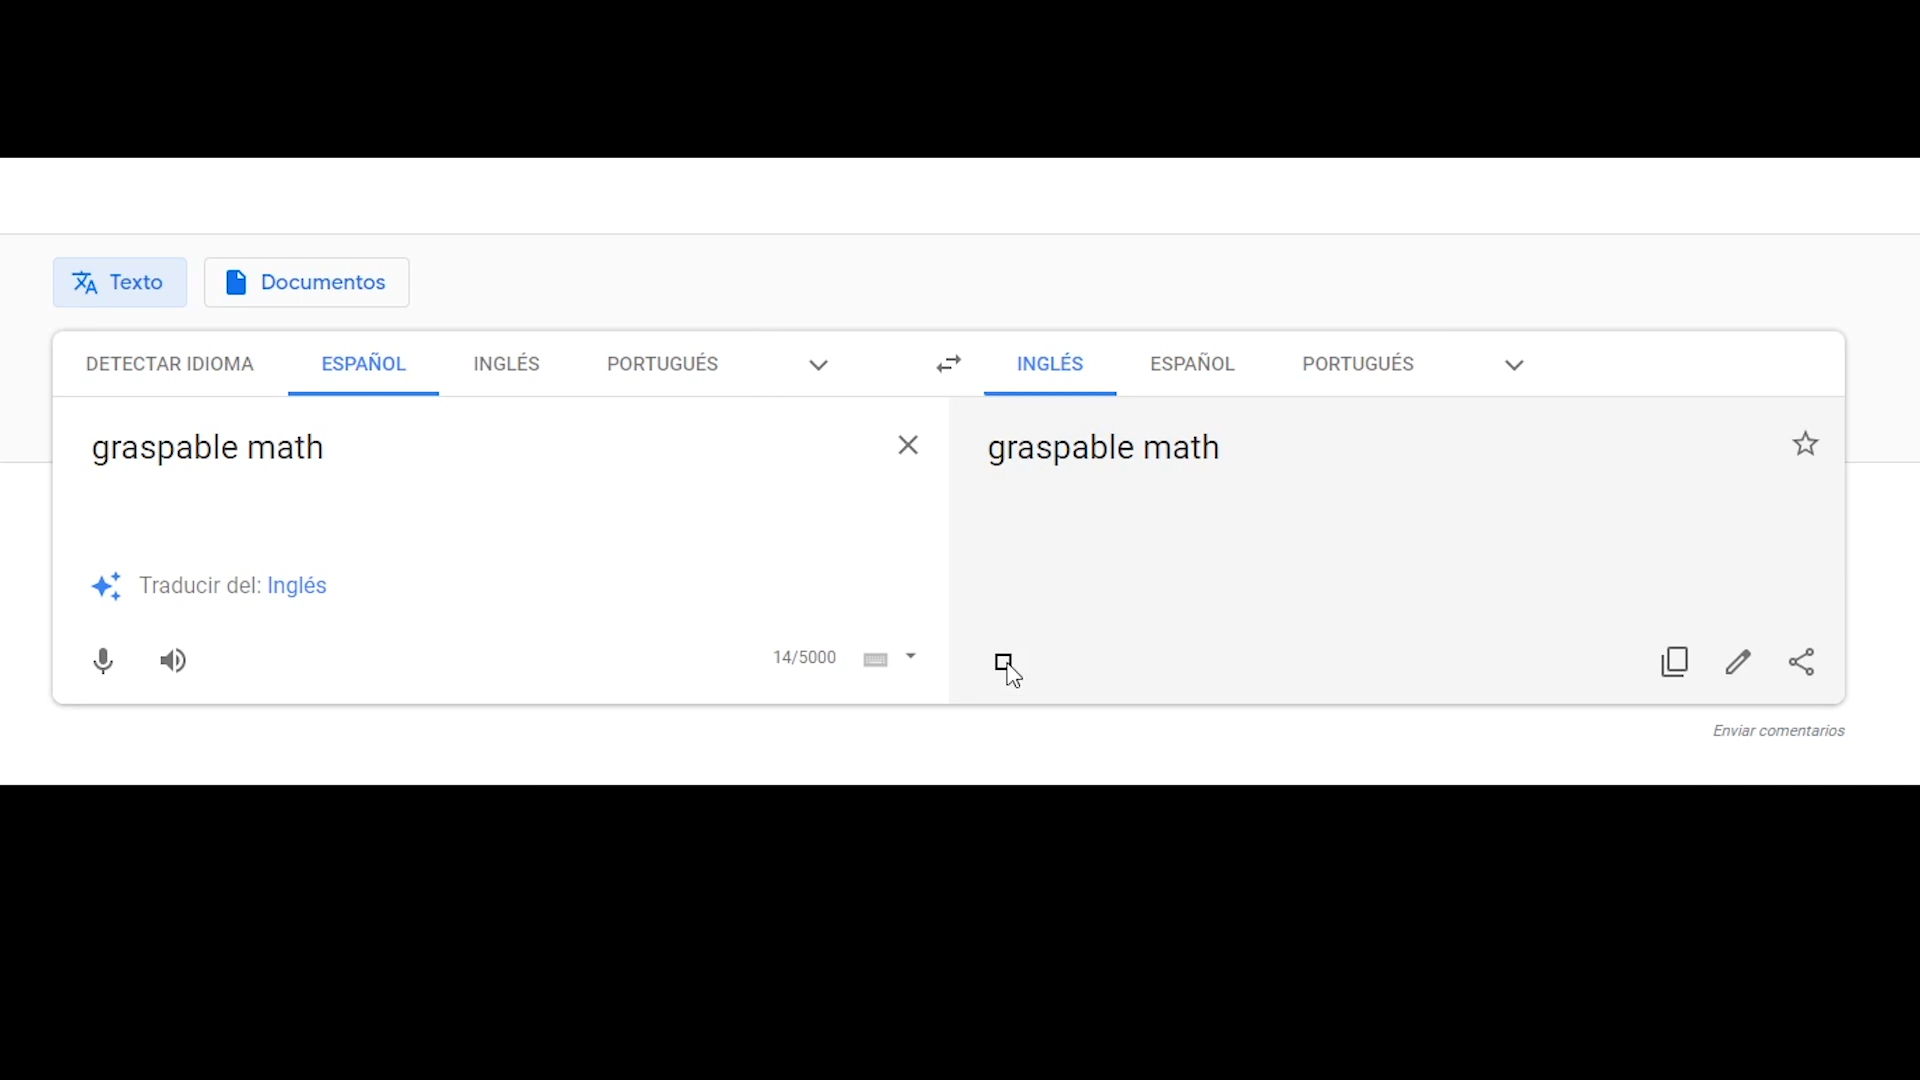 Texto Documentos
DETECTAR IDIOMA ESPAÑOL INGLÉS PORTUGUÉS INGLÉS ESPAÑOL PORTUGUÉS
graspable math graspable math
Traducir del: Inglés
14/5000
Enviar comentarios